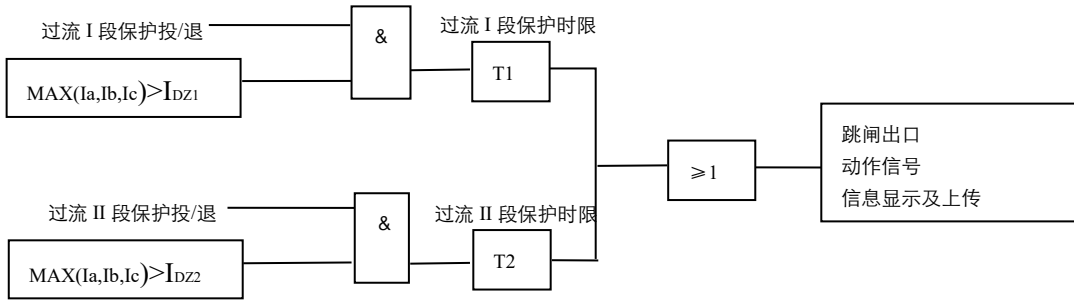 过流 I 段保护投/退
&
过流 I 段保护时限
T1
MAX(Ia,Ib,Ic)>IDZ1
≥1
跳闸出口
动作信号
信息显示及上传
过流 II 段保护投/退
&
过流 II 段保护时限
T2
MAX(Ia,Ib,Ic)>IDZ2